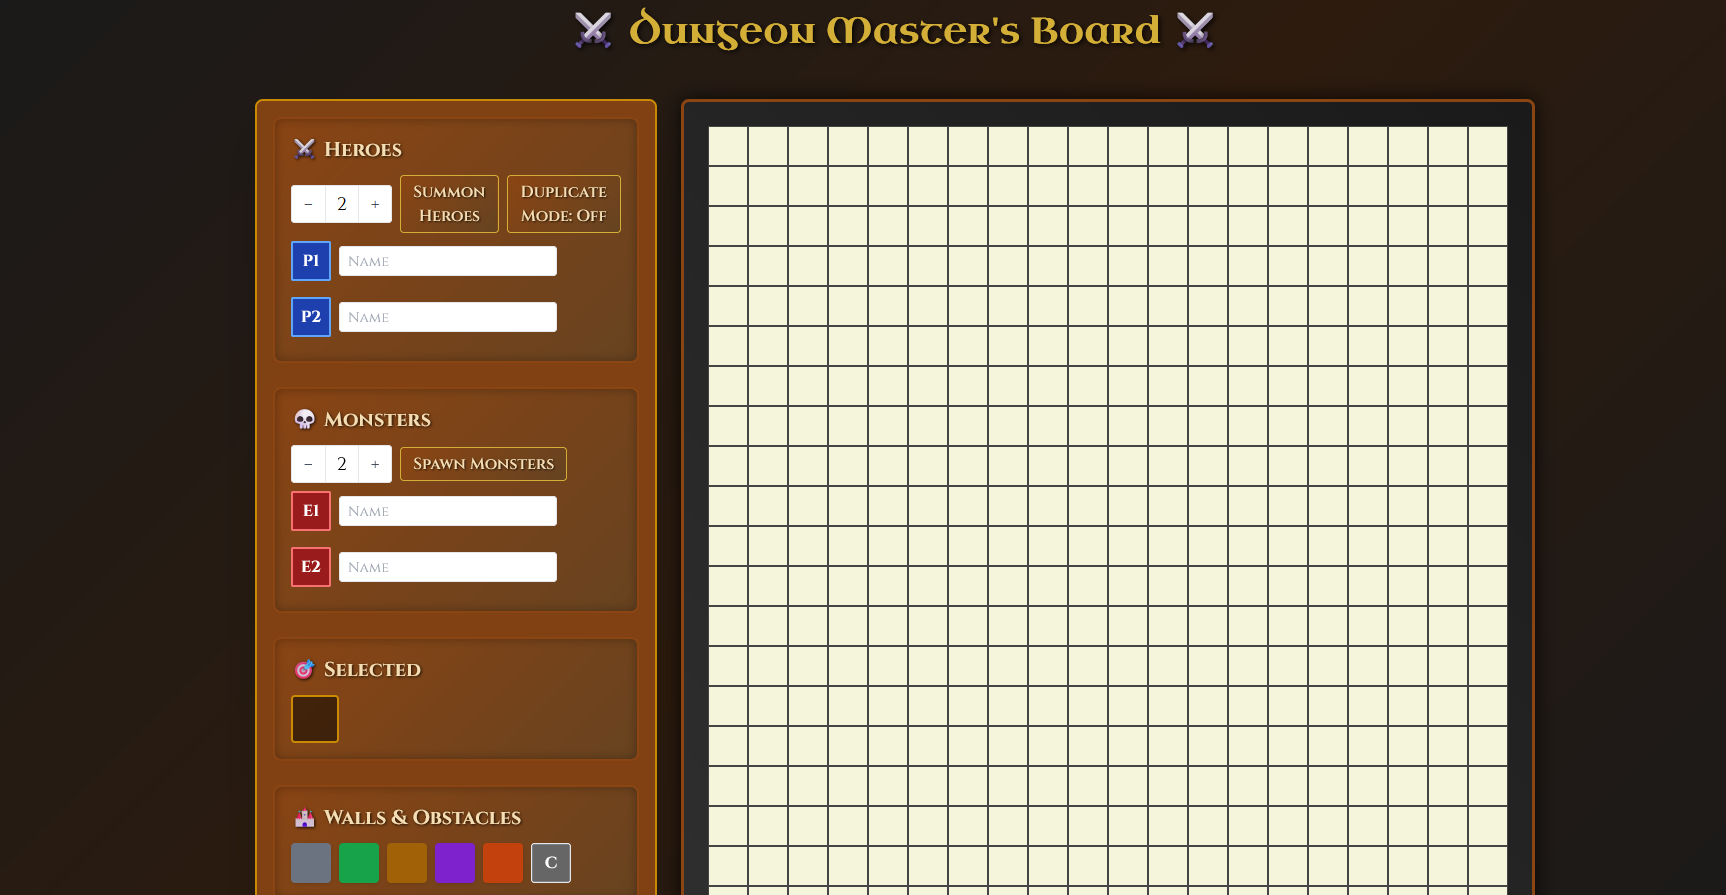 Dungeon Master's Board
Heroes
− 2 +
Summon
Heroes
Duplicate
Mode: Off
P1
Name
P2
Name
Monsters
− 2 +
Spawn Monsters
E1
Name
E2
Name
Selected
Walls & Obstacles
C